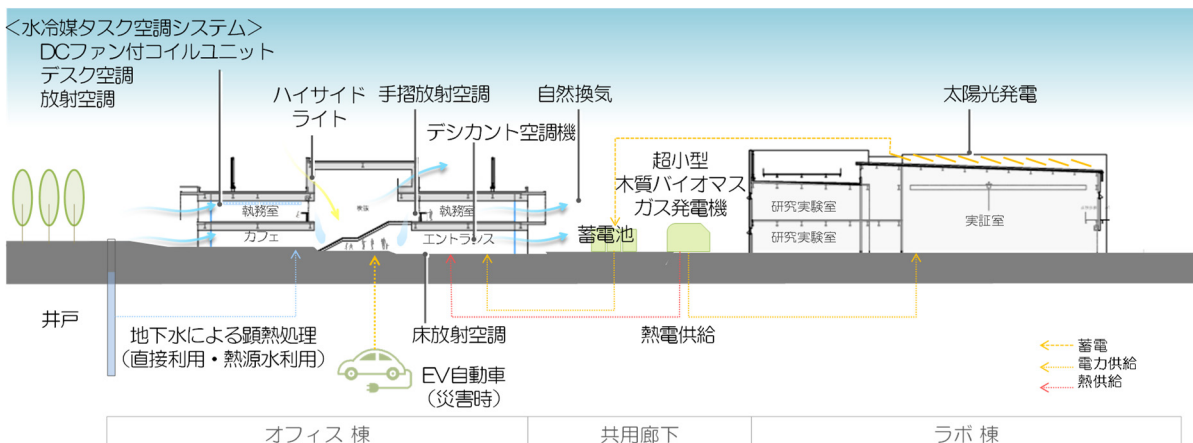 ＜水冷媒タスク空調システム＞
DCファン付コイルユニット
デスク空調
放射空調
ハイサイド
ライト
手摺放射空調
デシカント空調機
自然換気
太陽光発電
超小型
木質バイオマス
ガス発電機
執務室
執務室
カフェ
エントランス
蓄電池
研究実験室
研究実験室
実証室
井戸
地下水による顕熱処理
（直接利用・熱源水利用）
床放射空調
熱電供給
EV自動車
（災害時）
蓄電
電力供給
熱供給
オフィス 棟
共用廊下
ラボ 棟